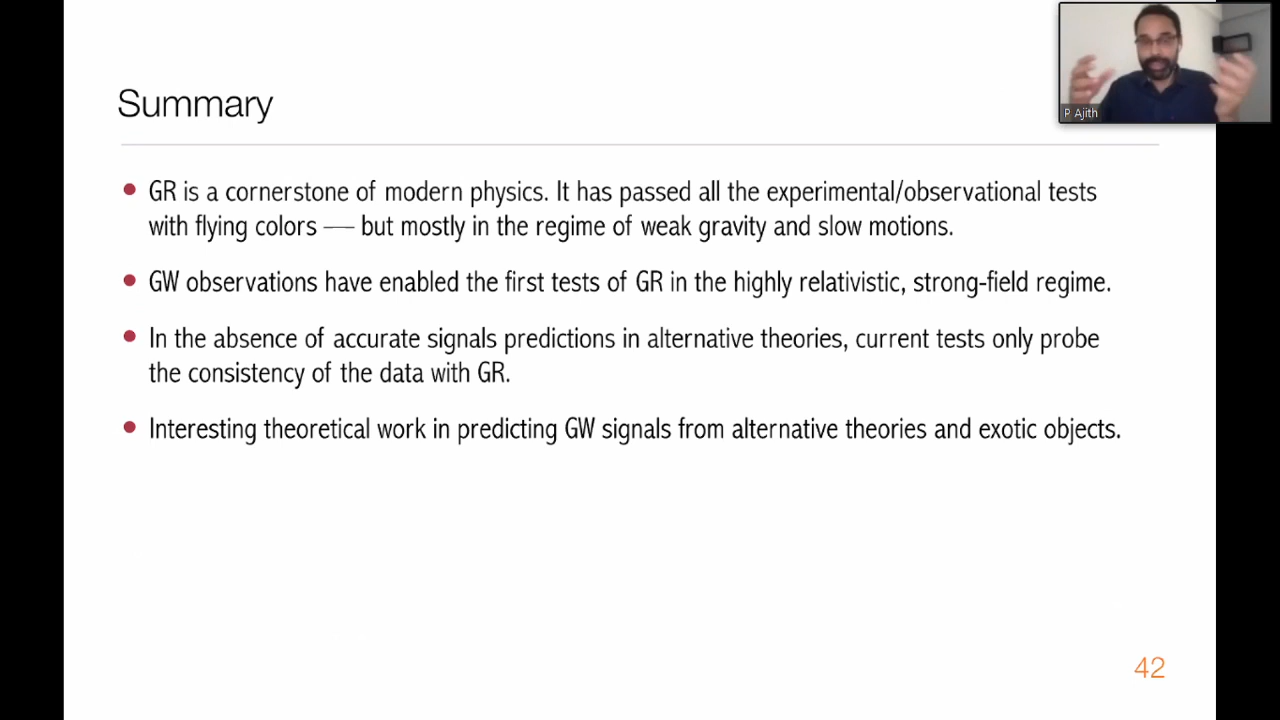 P. Ajith
Summary
• GR is a cornerstone of modern physics. It has passed all the experimental/observational tests
with flying colors — but mostly in the regime of weak gravity and slow motions.
• GW observations have enabled the first tests of GR in the highly relativistic, strong-field regime.
• In the absence of accurate signals predictions in alternative theories, current tests only probe
the consistency of the data with GR.
• Interesting theoretical work in predicting GW signals from alternative theories and exotic objects.
42